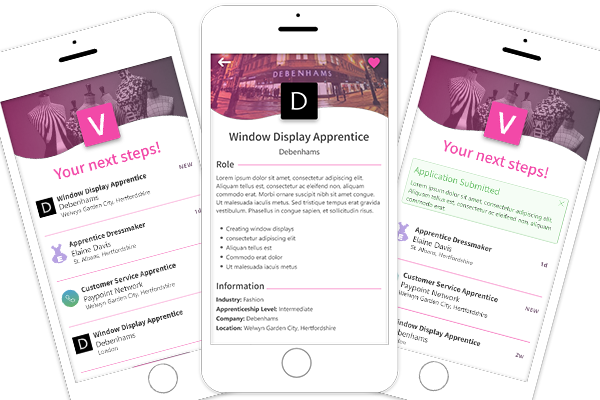 V
Your next steps!
NEW
Window Display Apprentice
Debenhams
Welwyn Garden City, Hertfordshire
1d
Apprentice Dressmaker
Elaine Davis
St. Albans, Hertfordshire
E
Customer Service Apprentice
Paypoint Network
Welwyn Garden City, Hertfordshire
D
Window Display Apprentice
Debenhams
London
DEBENHAMS
D
Window Display Apprentice
Debenhams
Role
Lorem ipsum dolor sit amet, consectetur adipiscing elit.
Aliquam tellus est, consectetur ac eleifend non, aliquam
commodo erat. Morbi ornare suscipit nibh sit amet congue.
Ut malesuada iacus metus. Sed tristique tempus erat gravida
vestibulum. Phasellus in congue sapien, et sollicitudin risus.
Creating window displays
consectetur adipiscing elit
Aliquam tellus est
Commodo erat dolor
Ut malesuada iacuis metus
Information
Industry: Fashion
Apprenticeship Level: Intermediate
Company: Debenhams
Location: Welwyn Garden City, Hertfordshire
V
Your next steps!
Application Submitted
Lorem ipsum dolor sit amet, consectetur adipiscing elit.
Aliquam tellus est, consectetur ac eleifend non, aliquam
commodo erat.
E
Apprentice Dressmaker
Elaine Davis
St. Albans, Hertfordshire
1d
Customer Service Apprentice
Paypoint Network
Welwyn Garden City, Hertfordshire
NEW
Window Display Apprentice
Debenhams
2w